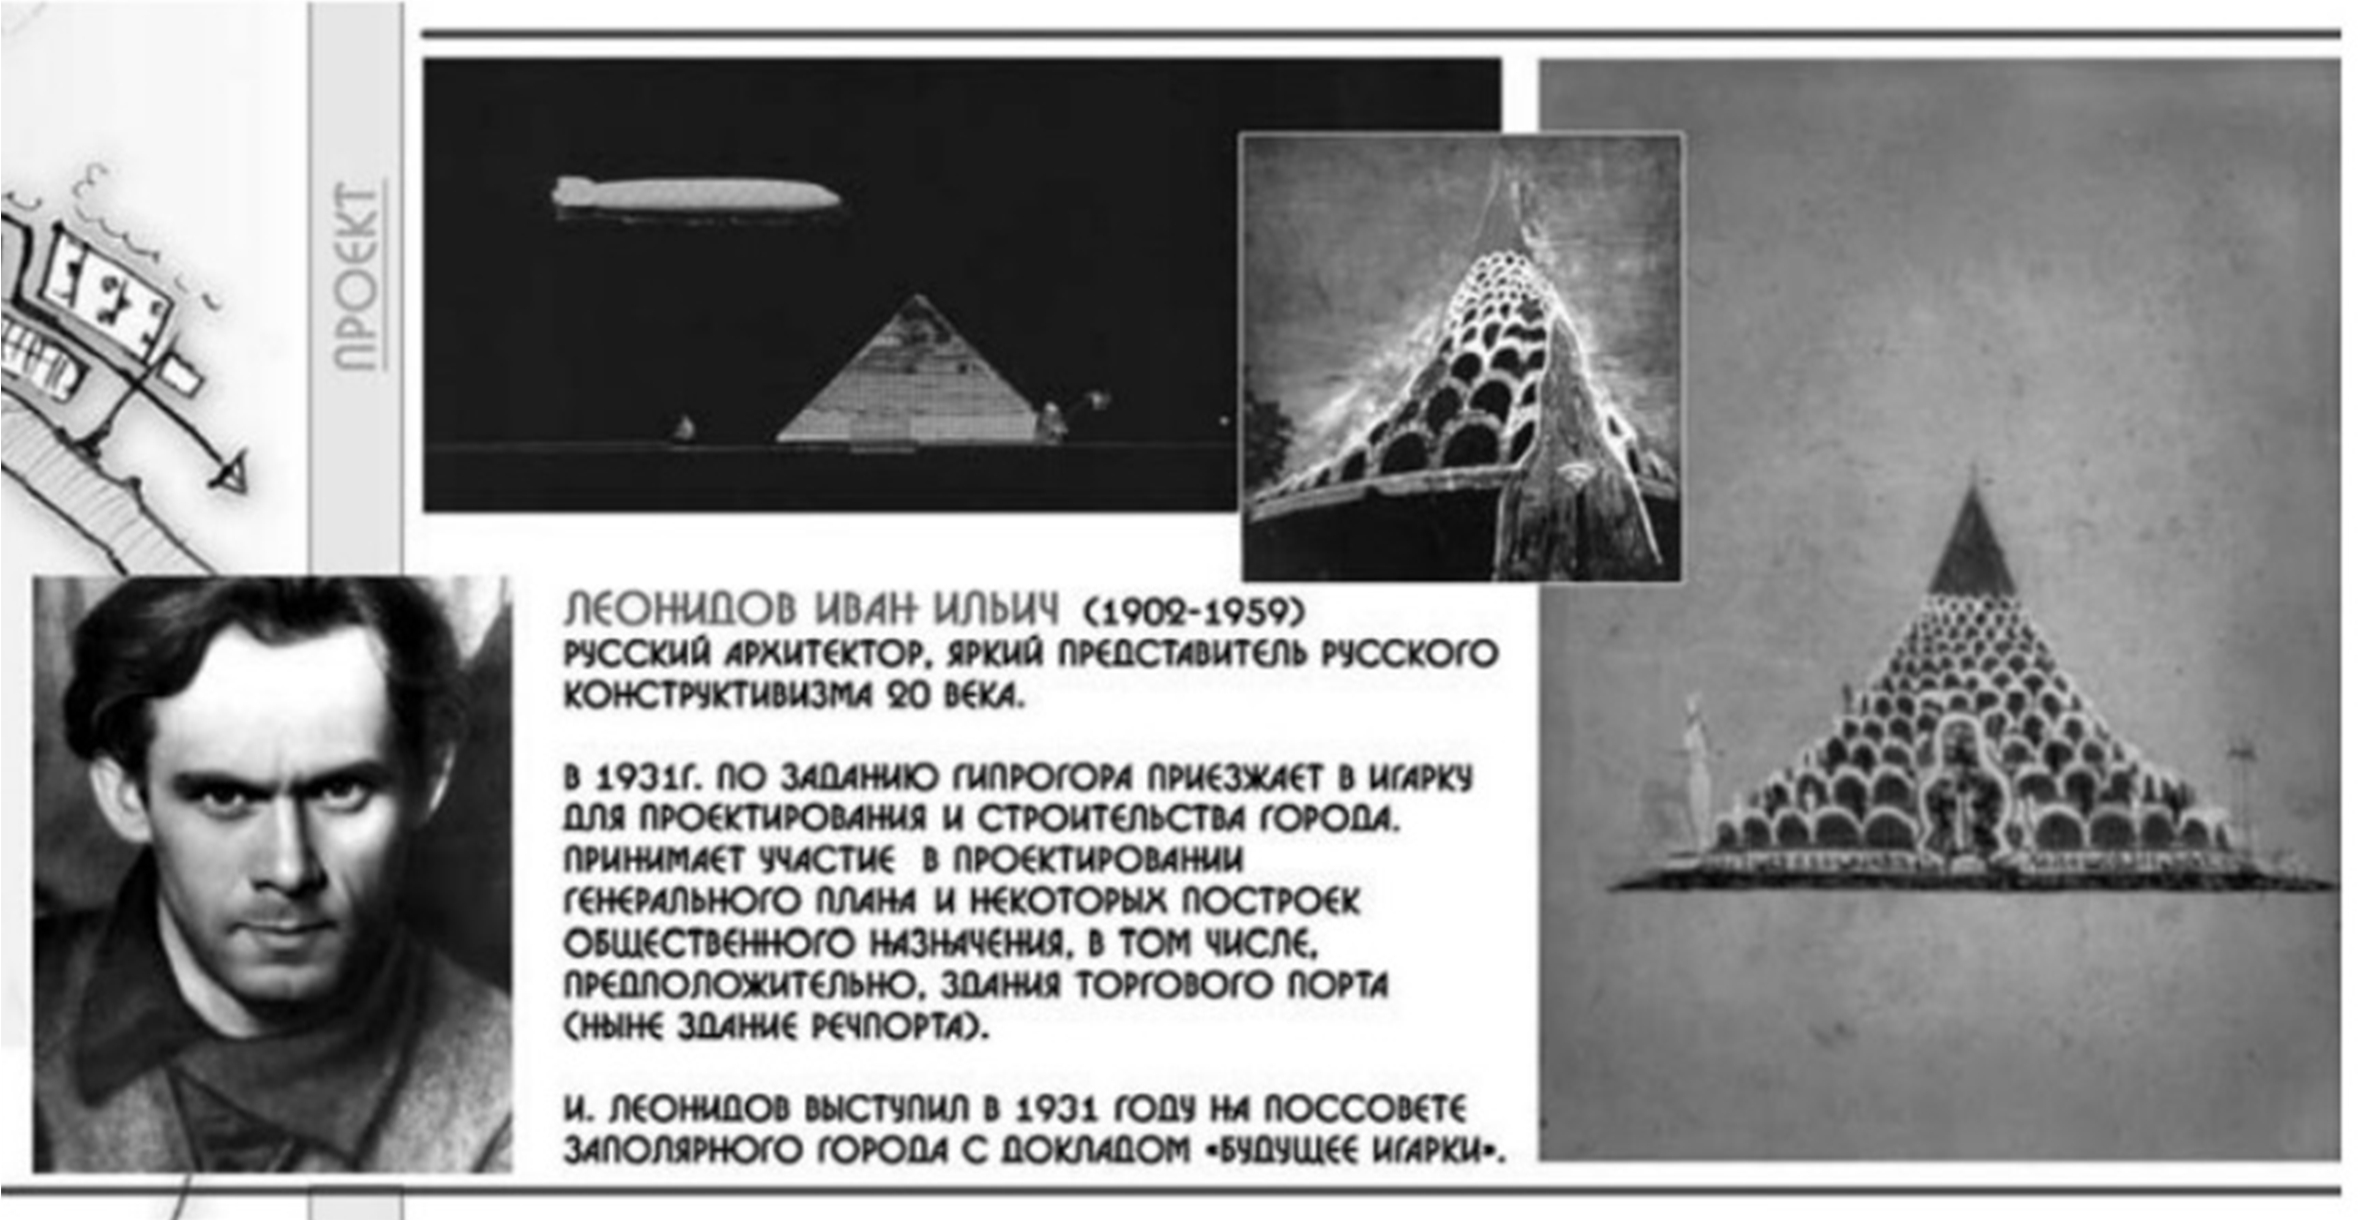 ПРОЕКТ
ЛЕОНИДОВ ИВАН ИЛЬИЧ (1902-1959)
РУССКИЙ АРХИТЕКТОР, ЯРКИЙ ПРЕДСТАВИТЕЛЬ РУССКОГО
КОНСТРУКТИВИЗМА 20 ВЕКА.
В 1931Г. ПО ЗАДАНИЮ ГИПРОГОРА ПРИЕЗЖАЕТ В ИГАРКУ
ДЛЯ ПРОЕКТИРОВАНИЯ И СТРОИТЕЛЬСТВА ГОРОДА.
ПРИНИМАЕТ УЧАСТИЕ В ПРОЕКТИРОВАНИИ
ГЕНЕРАЛЬНОГО ПЛАНА И НЕКОТОРЫХ ПОСТРОЕК
ОБЩЕСТВЕННОГО НАЗНАЧЕНИЯ, В ТОМ ЧИСЛЕ,
ПРЕДПОЛОЖИТЕЛЬНО, ЗДАНИЯ ТОРГОВОГО ПОРТА
(НЫНЕ ЗДАНИЕ РЕЧПОРТА).
И. ЛЕОНИДОВ ВЫСТУПИЛ В 1931 ГОДУ НА ПОССОВЕТЕ
ЗАПОЛЯРНОГО ГОРОДА С ДОКЛАДОМ «БУДУЩЕЕ ИГАРКИ».